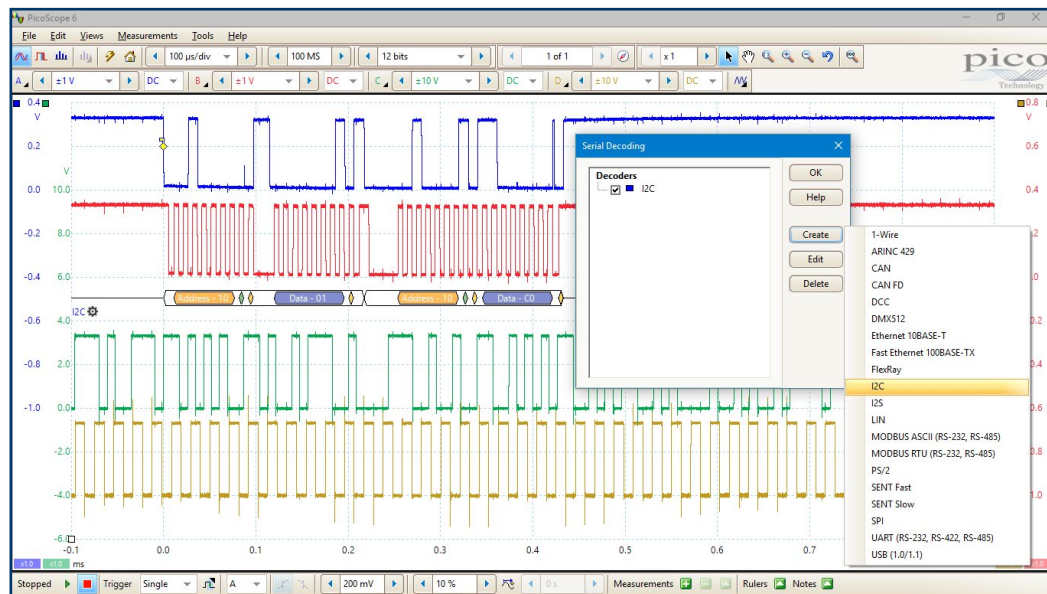 PicoScope 6
File Edit Views Measurements Tools Help
100 µs/div 100 MS 12 bits 1 of 1 x 1
pico
Technology
A ±1 V DC B ±1 V DC C ±10 V DC D ±10 V DC
0.4 0.8
V V
0.2 0.6
V
0.0 10.0 0.4
-0.2 8.0
-0.4 6.0
Address - 10 Data - 01 Address - 10 Data - C0
I2C
-0.6 4.0
-0.8 2.0
-1.0 0.0
-2.0
-4.0
-6.0
-0.1 0.0 0.1 0.2 0.3 0.4 0.5 0.6 0.7
x1.0 x1.0 ms
Serial Decoding
Decoders
I2C
OK
Help
Create
Edit
Delete
1-Wire
ARINC 429
CAN
CAN FD
DCC
DMX512
Ethernet 10BASE-T
Fast Ethernet 100BASE-TX
FlexRay
I2C
I2S
LIN
MODBUS ASCII (RS-232, RS-485)
MODBUS RTU (RS-232, RS-485)
PS/2
SENT Fast
SENT Slow
SPI
UART (RS-232, RS-422, RS-485)
USB (1.0/1.1)
Stopped Trigger Single A 200 mV 10 % 0 s Measurements Rulers Notes